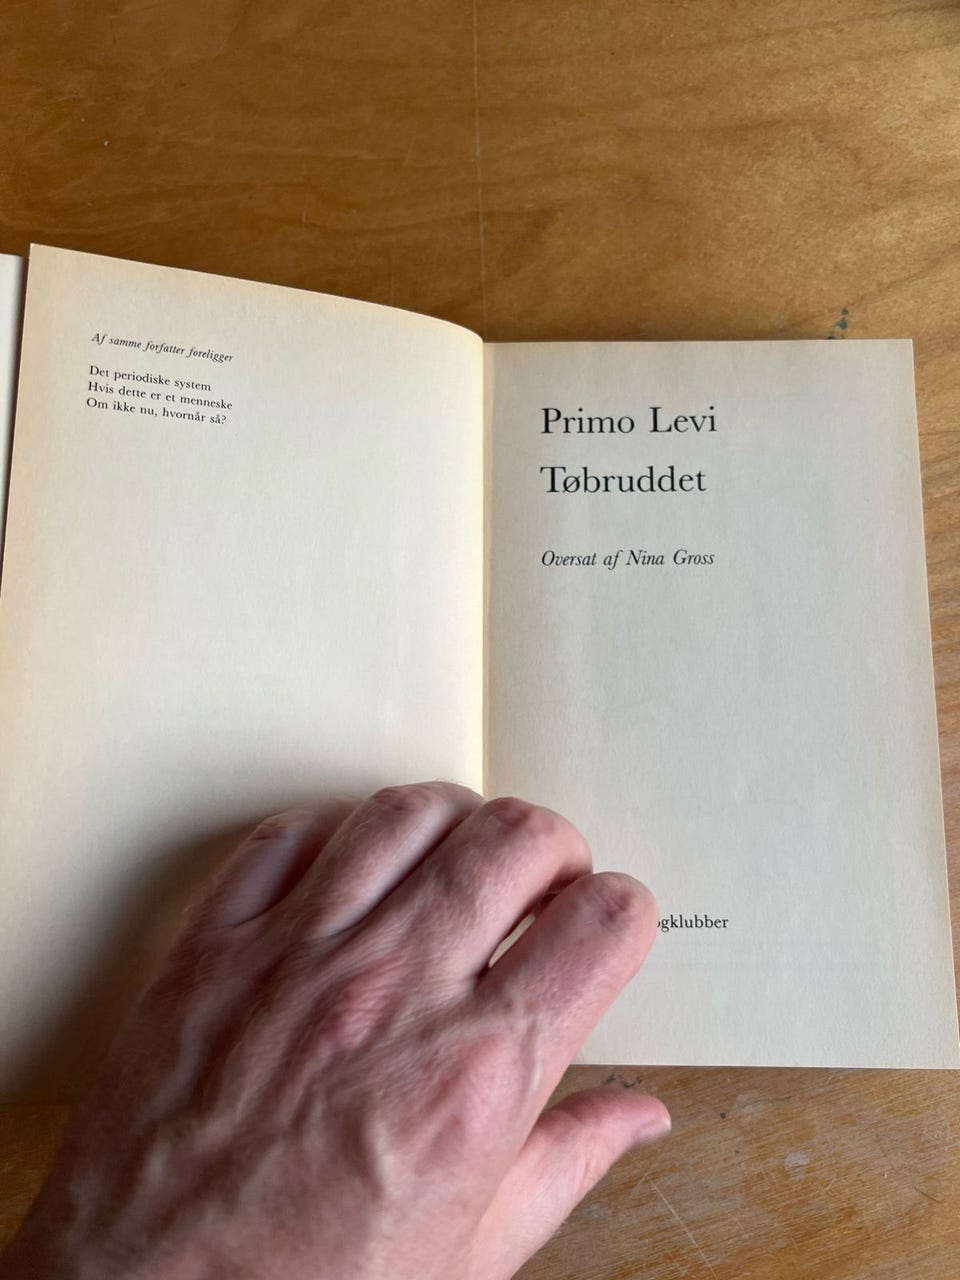 Af samme forfatter foreligger
Det periodiske system
Hvis dette er et menneske
Om ikke nu, hvornår så?
Primo Levi
Tøbruddet
Oversat af Nina Gross